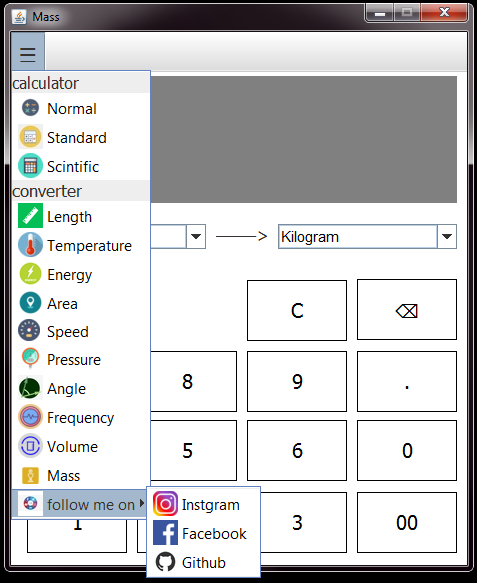 Mass
calculator
Normal
Standard
Scintific
converter
Length
Temperature
Energy
Area
Speed
Pressure
Angle
Frequency
Volume
Mass
follow me on
Instgram
Facebook
Github
----->
Kilogram
C
⌫
8
9
.
5
6
0
1
3
00